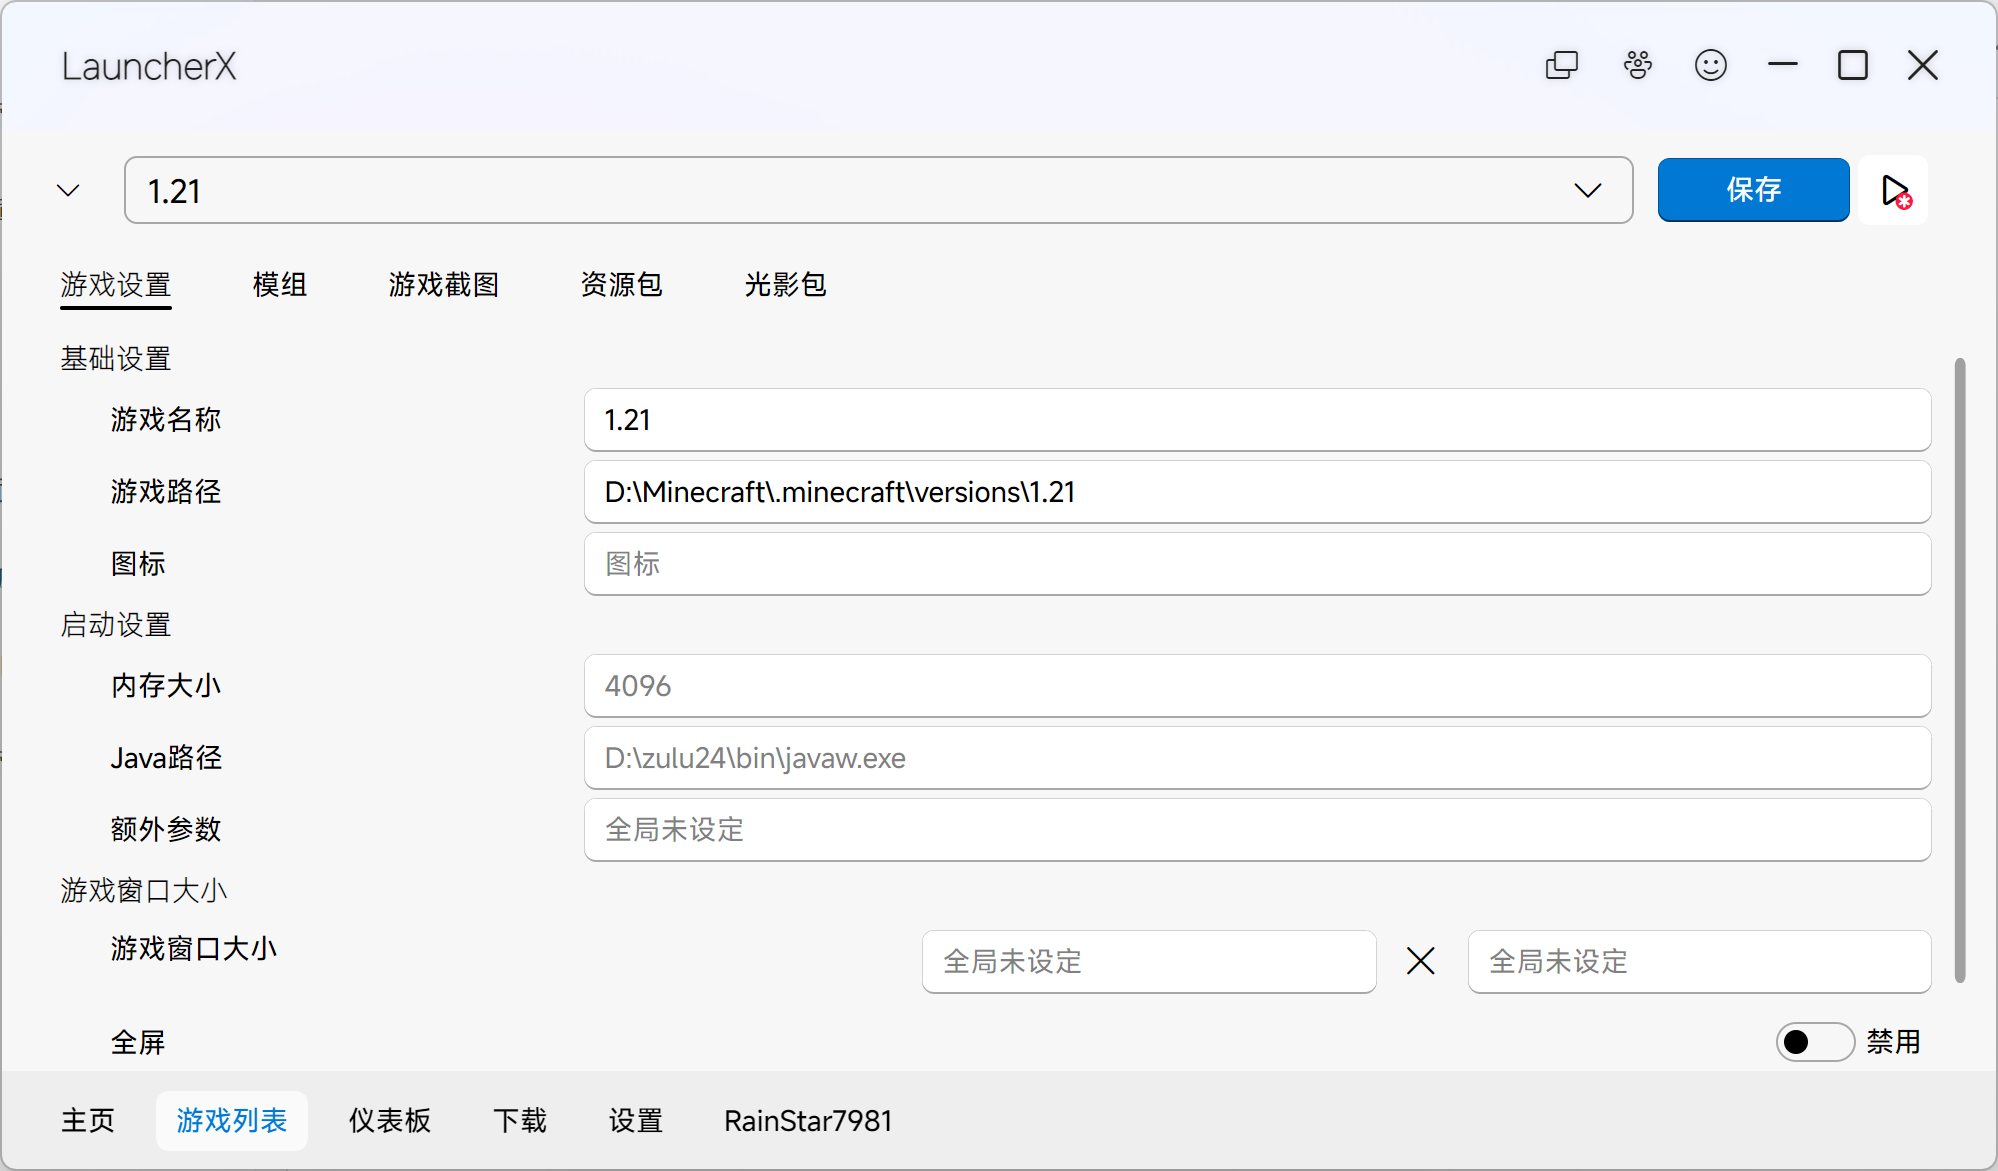 LauncherX
1.21
保存
游戏设置 模组 游戏截图 资源包 光影包
基础设置
游戏名称 1.21
游戏路径 D:\Minecraft\.minecraft\versions\1.21
图标 图标
启动设置
内存大小 4096
Java路径 D:\zulu24\bin\javaw.exe
额外参数 全局未设定
游戏窗口大小
游戏窗口大小 全局未设定 全局未设定
全屏 禁用
主页 游戏列表 仪表板 下载 设置 RainStar7981